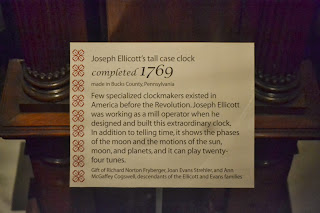 Joseph Ellicott's tall case clock
completed 1769
made in Bucks County, Pennsylvania
Few specialized clockmakers existed in
America before the Revolution. Joseph Ellicott
was working as a mill operator when he
designed and built this extraordinary clock.
In addition to telling time, it shows the phases
of the moon and the motions of the sun,
moon, and planets, and it can play twenty-
four tunes.
Gift of Richard Norton Fryberger, Joan Evans Strehler, and Ann
McGaffey Cogswell, descendants of the Ellicott and Evans families